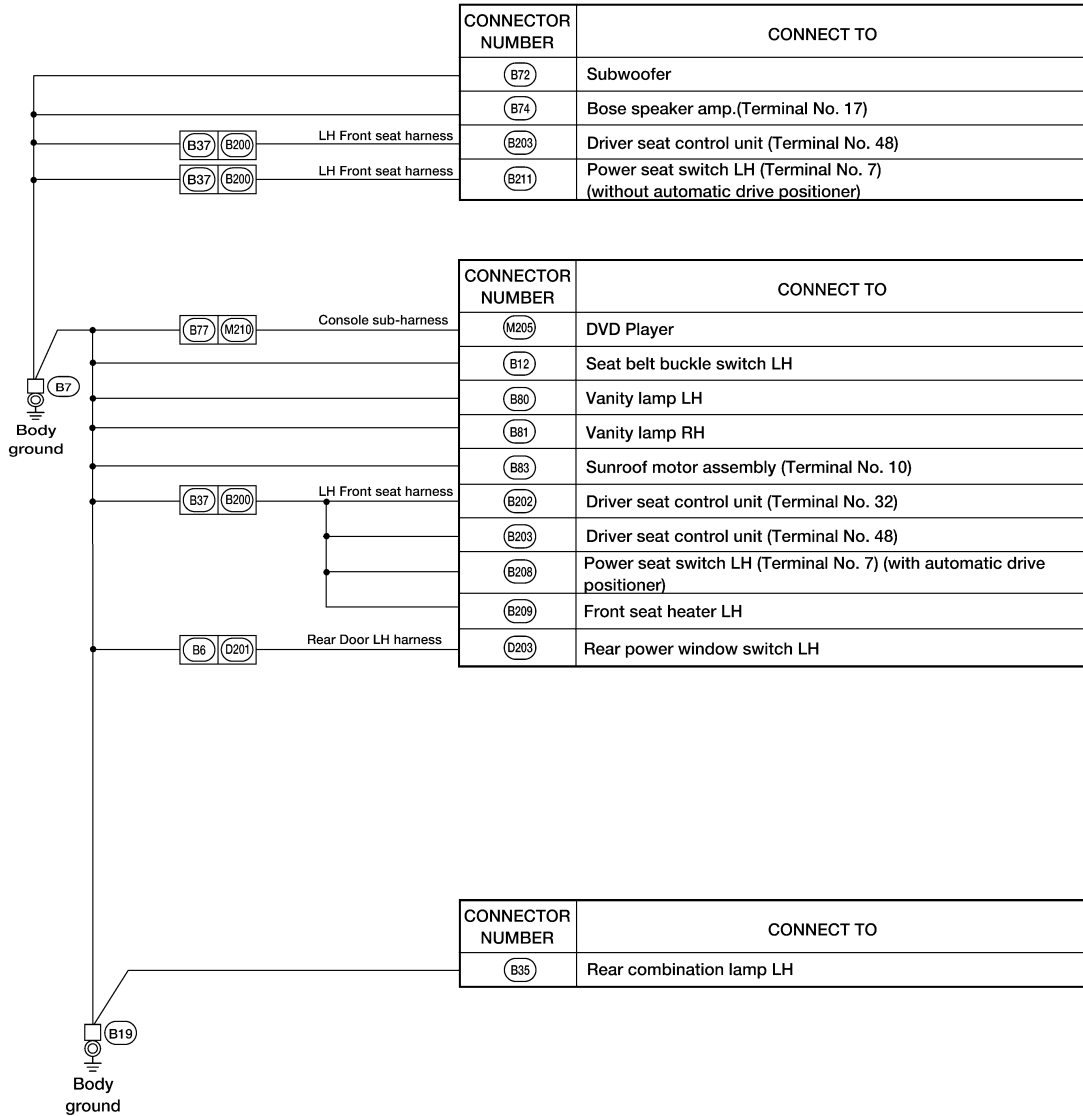 CONNECTOR NUMBER CONNECT TO
B72 Subwoofer
B74 Bose speaker amp.(Terminal No. 17)
B37 B200 LH Front seat harness B203 Driver seat control unit (Terminal No. 48)
B37 B200 LH Front seat harness B211 Power seat switch LH (Terminal No. 7)
(without automatic drive positioner)
CONNECTOR NUMBER CONNECT TO
B77 M210 Console sub-harness M205 DVD Player
B12 Seat belt buckle switch LH
B7
Body
ground
B80 Vanity lamp LH
B81 Vanity lamp RH
B83 Sunroof motor assembly (Terminal No. 10)
B37 B200 LH Front seat harness B202 Driver seat control unit (Terminal No. 32)
B203 Driver seat control unit (Terminal No. 48)
B208 Power seat switch LH (Terminal No. 7) (with automatic drive
positioner)
B209 Front seat heater LH
B6 D201 Rear Door LH harness D203 Rear power window switch LH
CONNECTOR NUMBER CONNECT TO
B35 Rear combination lamp LH
B19
Body
ground